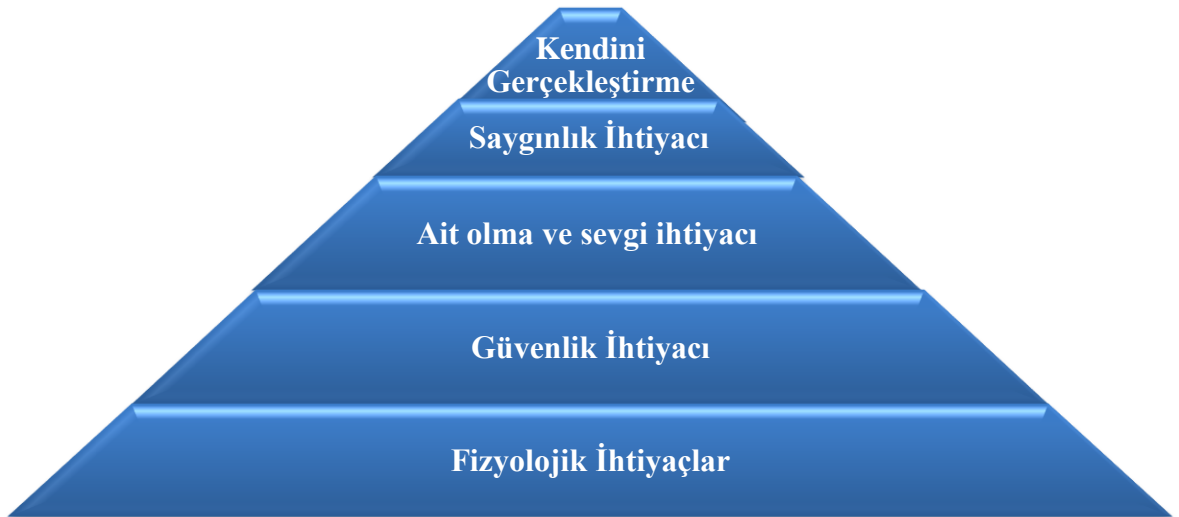 Kendini
Gerçekleştirme
Saygınlık İhtiyacı
Ait olma ve sevgi ihtiyacı
Güvenlik İhtiyacı
Fizyolojik İhtiyaçlar